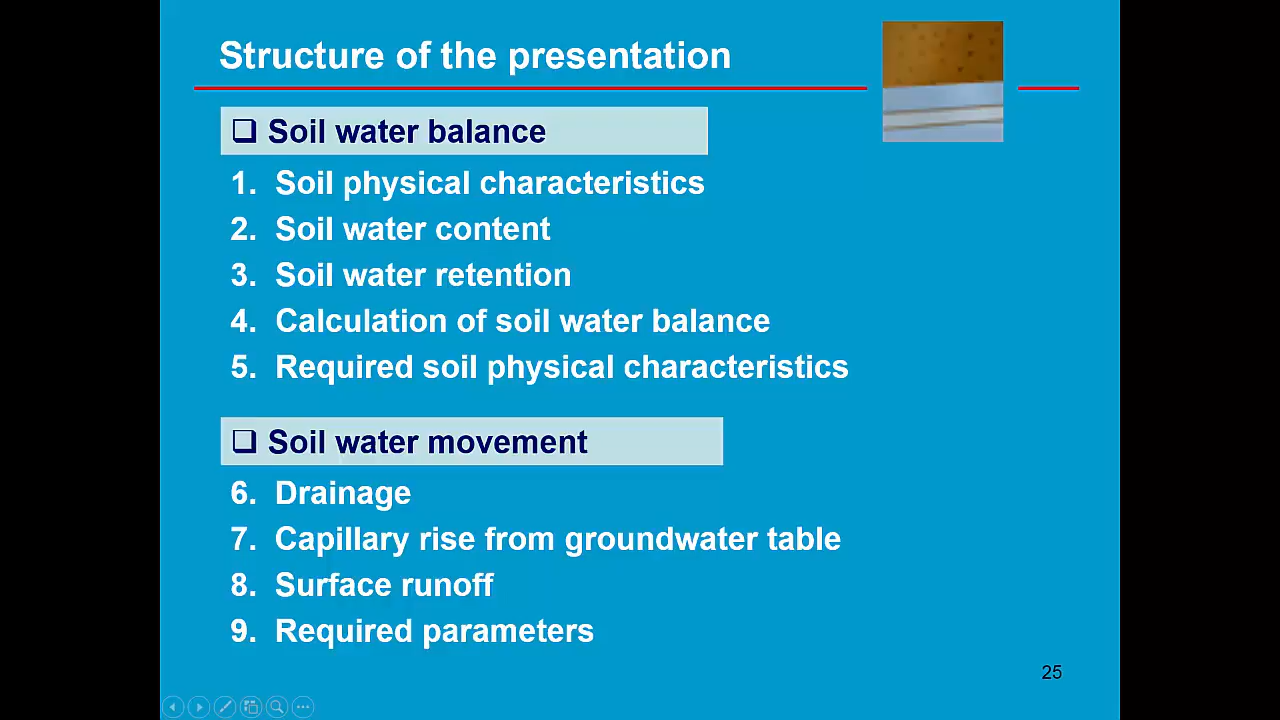 Structure of the presentation
❑ Soil water balance
1. Soil physical characteristics
2. Soil water content
3. Soil water retention
4. Calculation of soil water balance
5. Required soil physical characteristics
❑ Soil water movement
6. Drainage
7. Capillary rise from groundwater table
8. Surface runoff
9. Required parameters
25